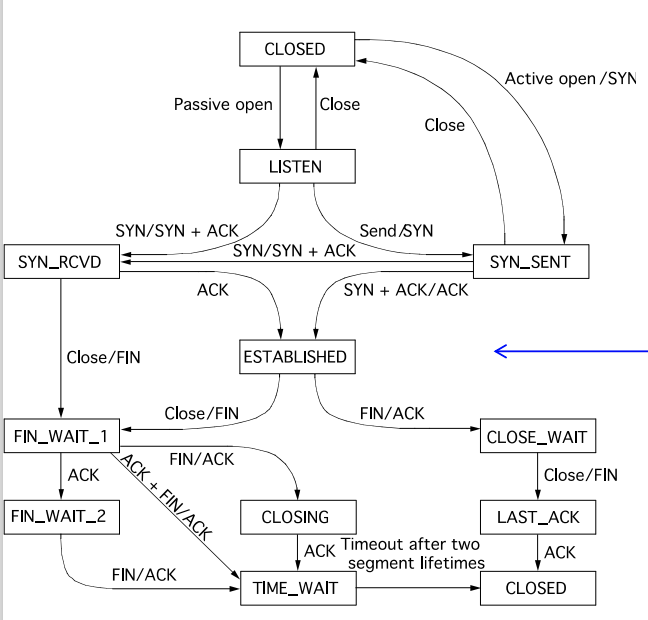 CLOSED
Active open /SYN
Passive open
Close
Close
LISTEN
SYN/SYN + ACK
Send/SYN
SYN/SYN + ACK
SYN_RCVD
SYN_SENT
ACK
SYN + ACK/ACK
ESTABLISHED
Close/FIN
Close/FIN
FIN/ACK
FIN_WAIT_1
CLOSE_WAIT
FIN/ACK
ACK + FIN/ACK
ACK
Close/FIN
FIN_WAIT_2
CLOSING
LAST_ACK
ACK
Timeout after two
segment lifetimes
ACK
FIN/ACK
TIME_WAIT
CLOSED